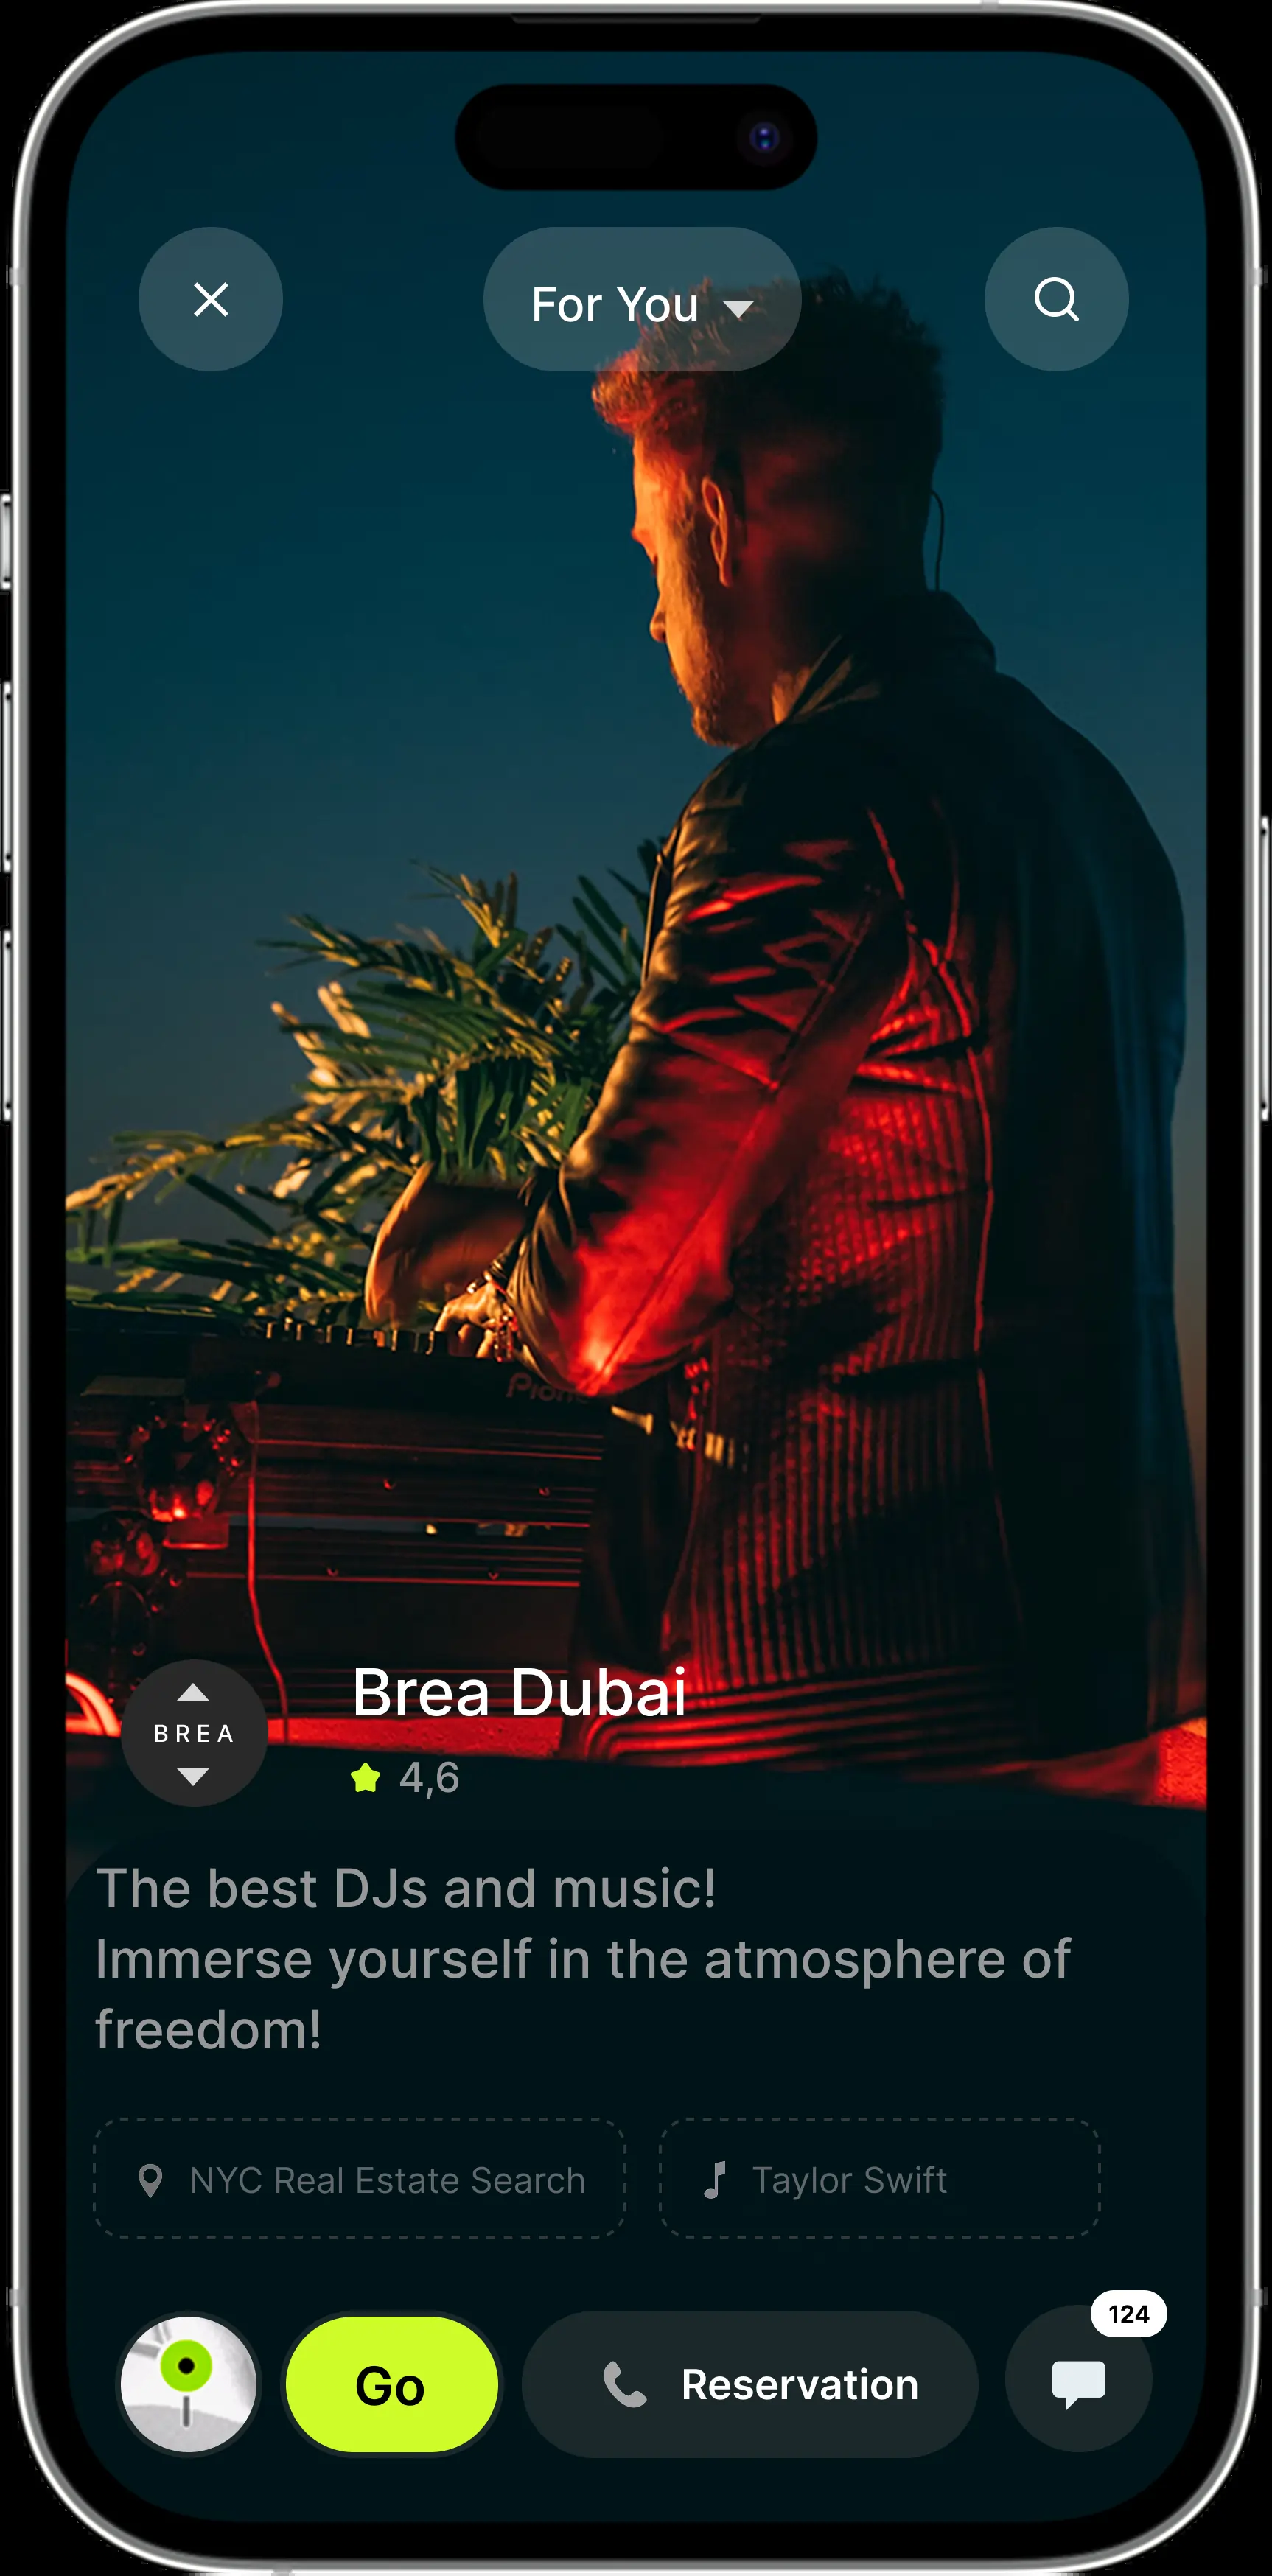 For You
Brea Dubai
BREA
4,6
The best DJs and music!
Immerse yourself in the atmosphere of
freedom!
NYC Real Estate Search
Taylor Swift
124
Go
Reservation